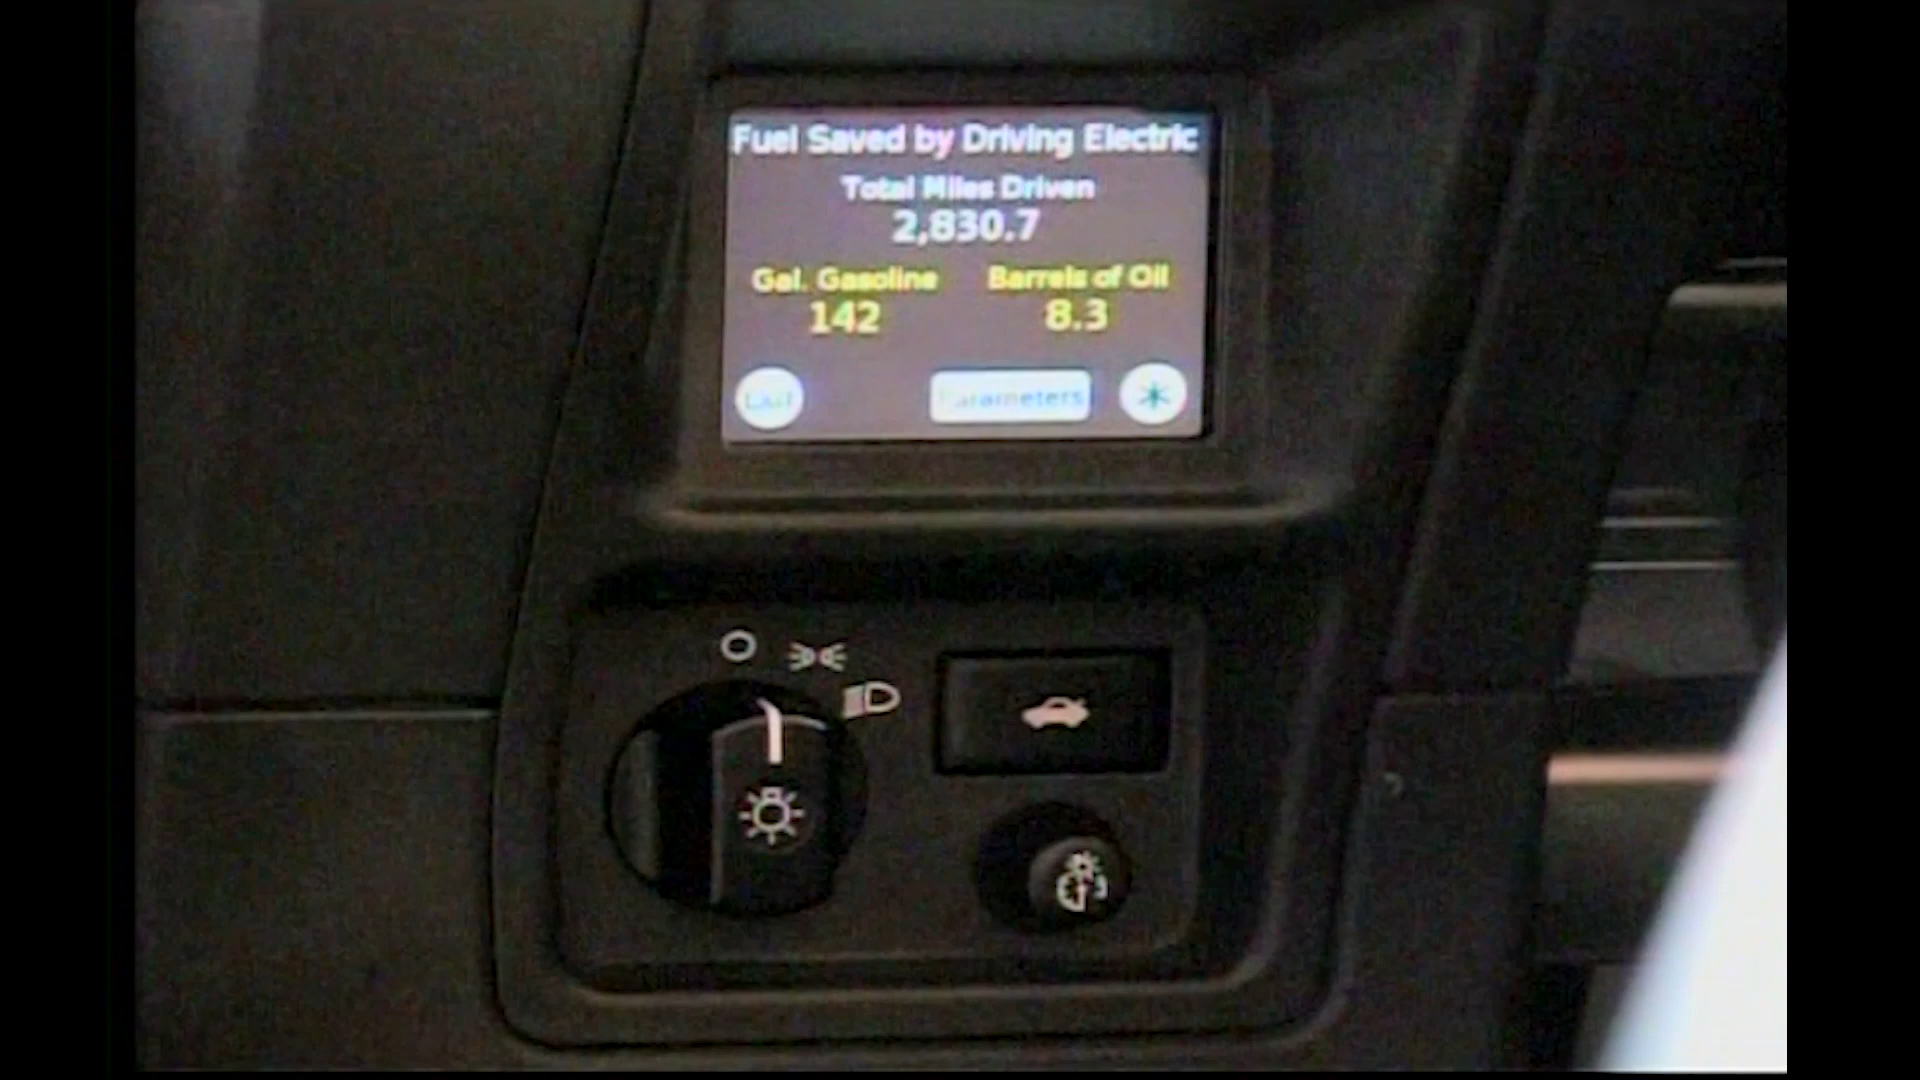 Fuel Saved by Driving Electric
Total Miles Driven
2,830.7
Gal. Gasoline Barrels of Oil
142 8.3
Parameters